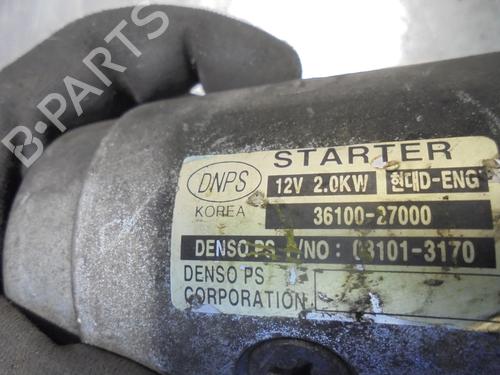 B-PARTS
STARTER
DNPS
12V 2.0KW
현대D-ENG
KOREA
36100-27000
DENSO PS P/NO : 03101-3170
DENSO PS
CORPORATION